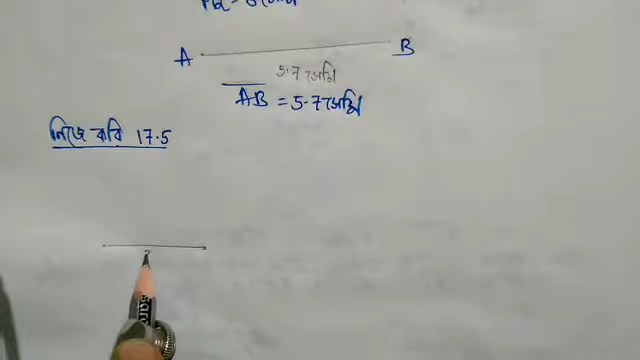 A B
5.7 সেমি
AB = 5.7 সেমি
নিজে করি 17.5